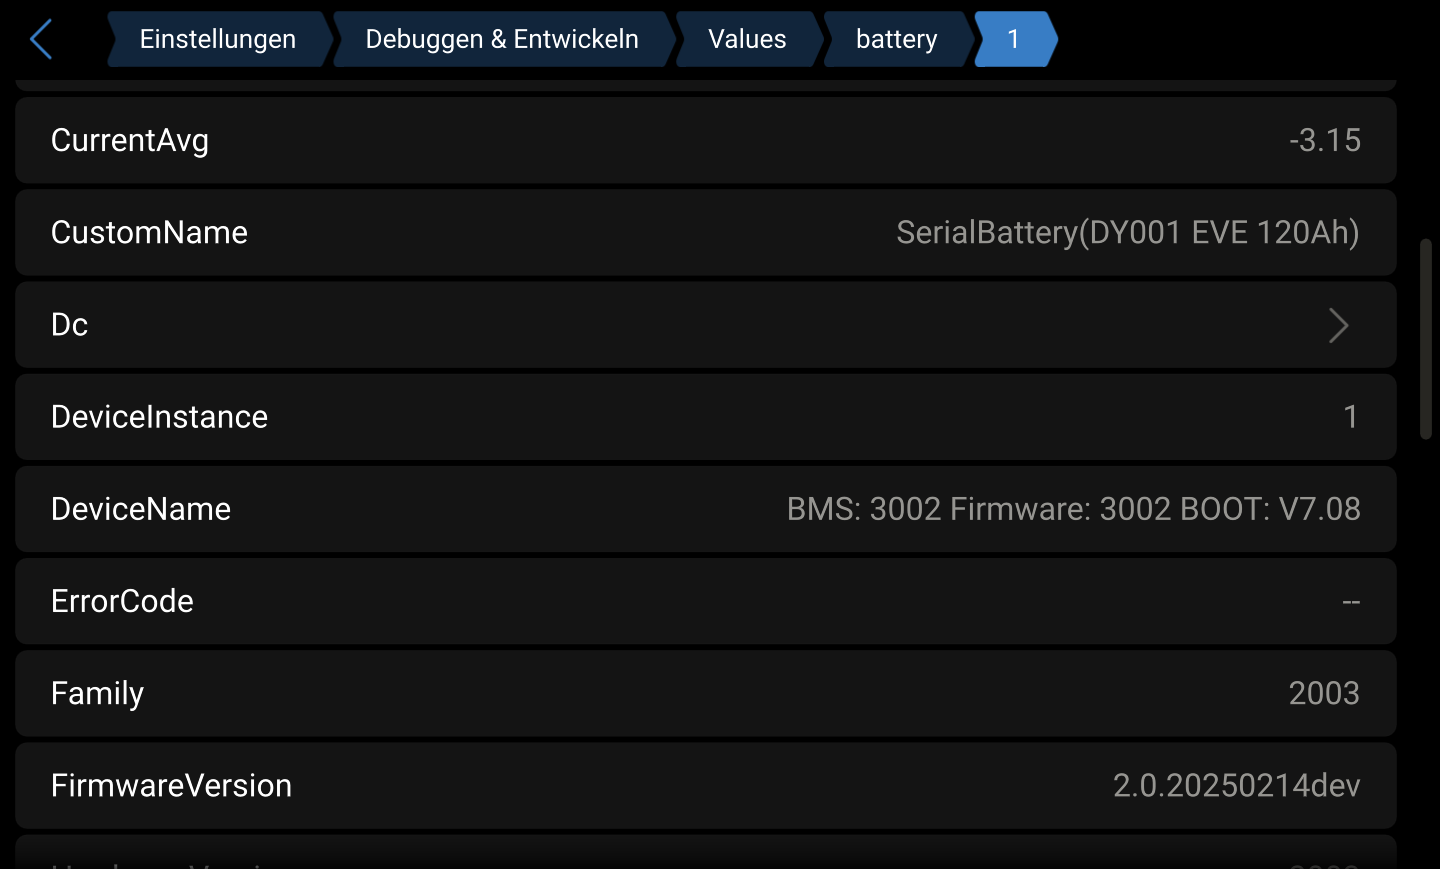 Einstellungen Debuggen & Entwickeln Values battery 1
CurrentAvg -3.15
CustomName SerialBattery(DY001 EVE 120Ah)
Dc
DeviceInstance 1
DeviceName BMS: 3002 Firmware: 3002 BOOT: V7.08
ErrorCode --
Family 2003
FirmwareVersion 2.0.20250214dev